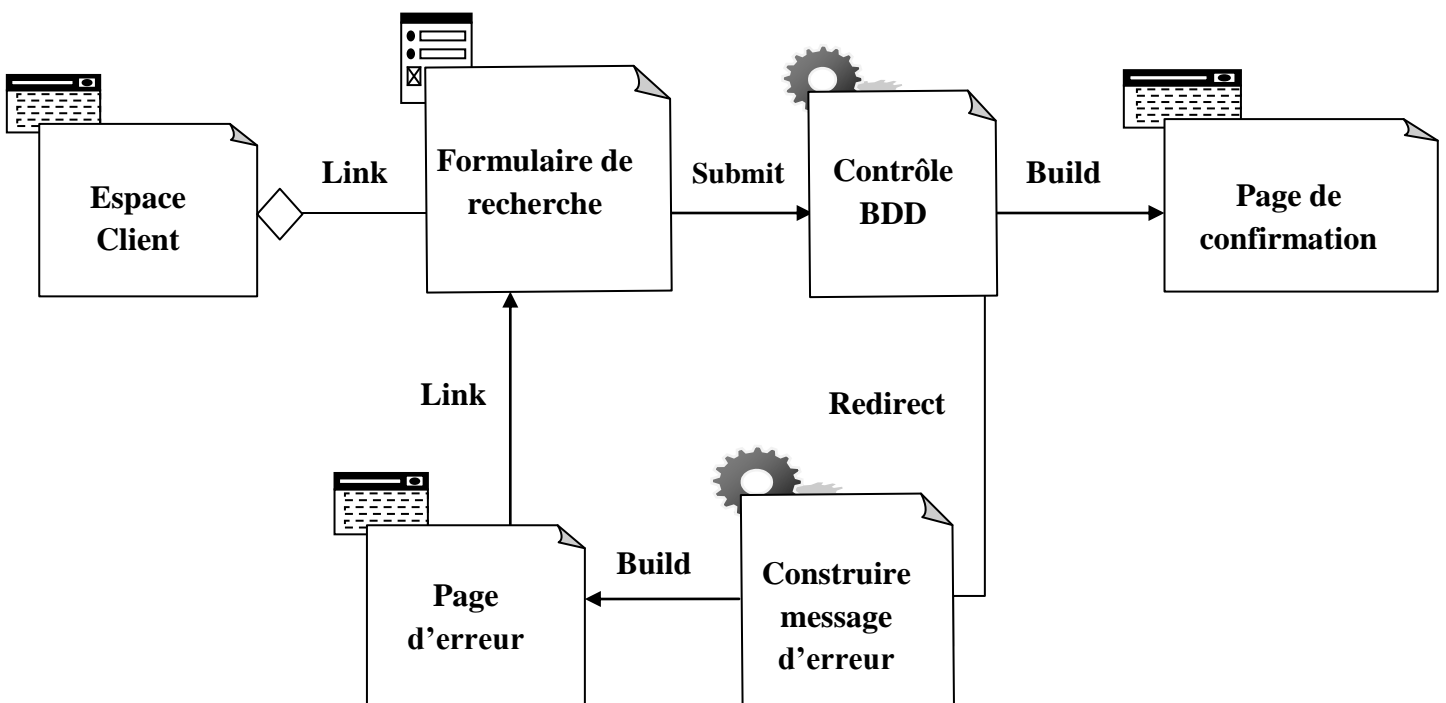 Espace
Client
Link
Formulaire de
recherche
Submit
Contrôle
BDD
Build
Page de
confirmation
Link
Redirect
Page
d’erreur
Build
Construire
message
d’erreur